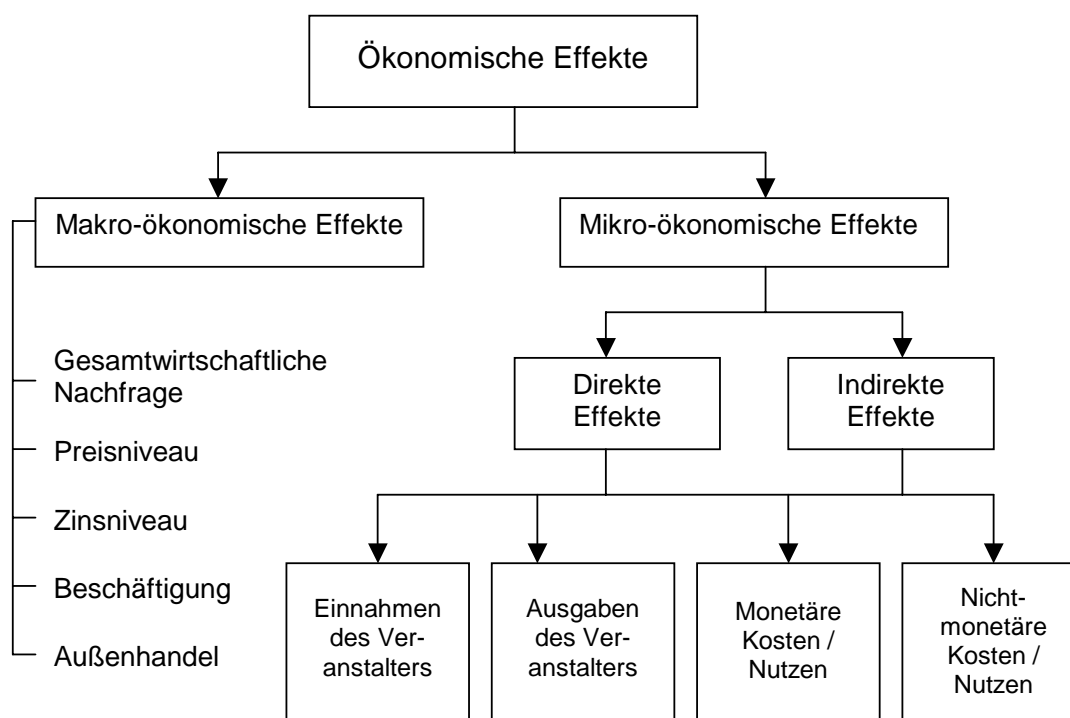 Ökonomische Effekte
Makro-ökonomische Effekte
Mikro-ökonomische Effekte
Gesamtwirtschaftliche
Nachfrage
Preisniveau
Zinsniveau
Beschäftigung
Außenhandel
Direkte
Effekte
Indirekte
Effekte
Einnahmen
des Ver-
anstalters
Ausgaben
des Ver-
anstalters
Monetäre
Kosten /
Nutzen
Nicht-
monetäre
Kosten /
Nutzen